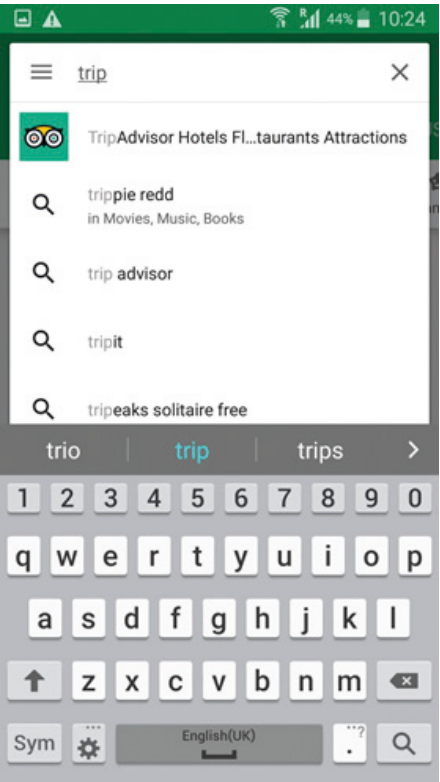 R 44% 10:24
trip
TripAdvisor Hotels Fl...taurants Attractions
trippie redd
in Movies, Music, Books
trip advisor
tripit
tripeaks solitaire free
trio trip trips
1 2 3 4 5 6 7 8 9 0
q w e r t y u i o p
a s d f g h j k l
z x c v b n m
Sym English(UK) . ...?